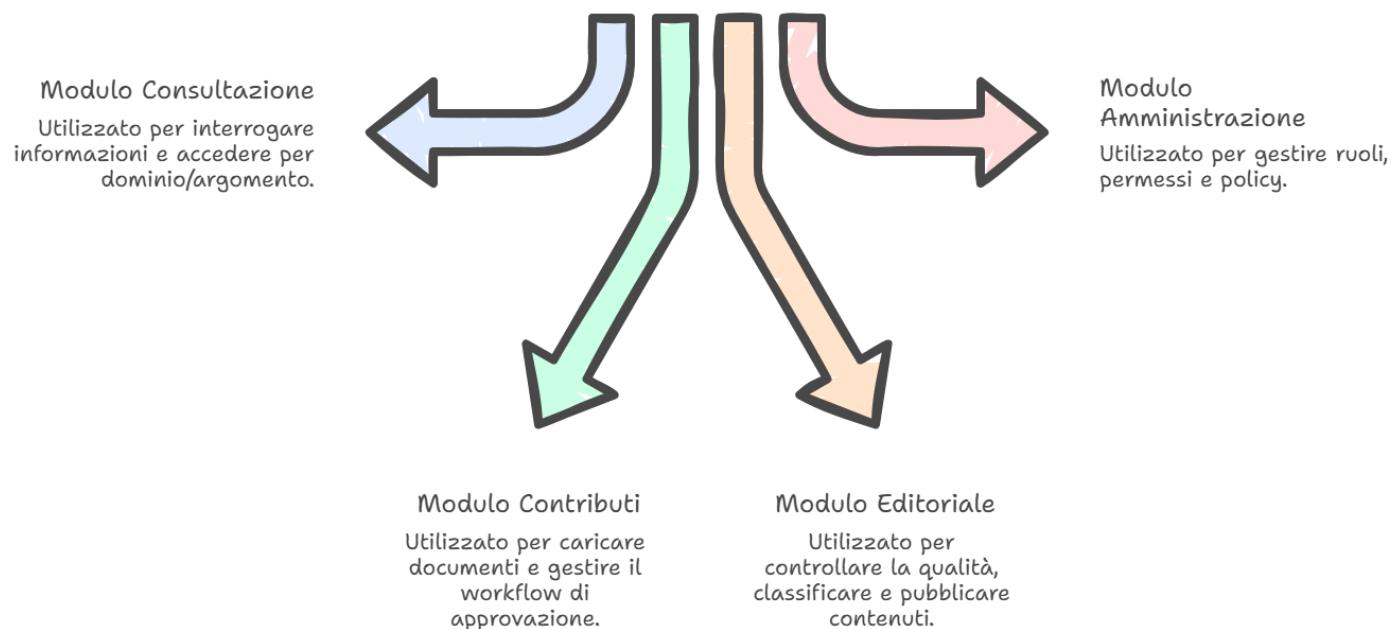 Modulo Consultazione
Utilizzato per interrogare
informazioni e accedere per
dominio/argomento.
Modulo
Amministrazione
Utilizzato per gestire ruoli,
permessi e policy.
Modulo Contributi
Utilizzato per caricare
documenti e gestire il
workflow di
approvazione.
Modulo Editoriale
Utilizzato per
controllare la qualità,
classificare e pubblicare
contenuti.